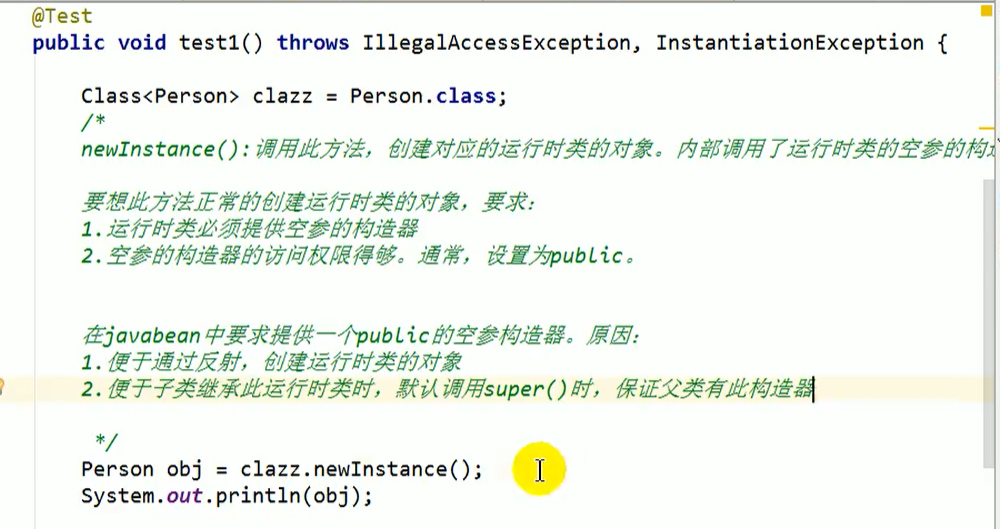 @Test
public void test1() throws IllegalAccessException, InstantiationException {
Class<Person> clazz = Person.class;
/*
newInstance():调用此方法，创建对应的运行时类的对象。内部调用了运行时类的空参的构
要想此方法正常的创建运行时类的对象，要求：
1.运行时类必须提供空参的构造器
2.空参的构造器的访问权限得够。通常，设置为public。
在javabean中要求提供一个public的空参构造器。原因：
1.便于通过反射，创建运行时类的对象
2.便于子类继承此运行时类时，默认调用super()时，保证父类有此构造器
*/
Person obj = clazz.newInstance();
System.out.println(obj);